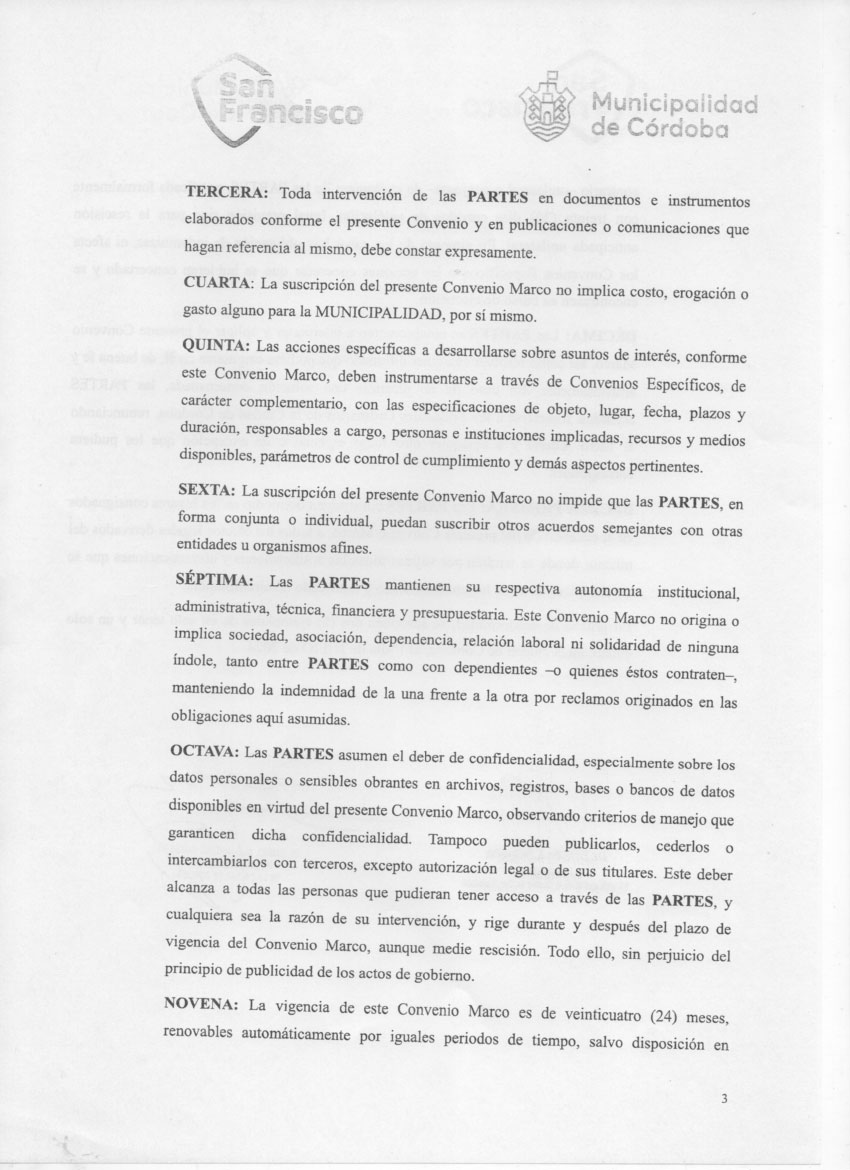 San
Francisco
Municipalidad
de Córdoba
TERCERA: Toda intervención de las PARTES en documentos e instrumentos
elaborados conforme el presente Convenio y en publicaciones o comunicaciones que
hagan referencia al mismo, debe constar expresamente.
CUARTA: La suscripción del presente Convenio Marco no implica costo, erogación o
gasto alguno para la MUNICIPALIDAD, por sí mismo.
QUINTA: Las acciones específicas a desarrollarse sobre asuntos de interés, conforme
este Convenio Marco, deben instrumentarse a través de Convenios Específicos, de
carácter complementario, con las especificaciones de objeto, lugar, fecha, plazos y
duración, responsables a cargo, personas e instituciones implicadas, recursos y medios
disponibles, parámetros de control de cumplimiento y demás aspectos pertinentes.
SEXTA: La suscripción del presente Convenio Marco no impide que las PARTES, en
forma conjunta o individual, puedan suscribir otros acuerdos semejantes con otras
entidades u organismos afines.
SÉPTIMA: Las PARTES mantienen su respectiva autonomía institucional,
administrativa, técnica, financiera y presupuestaria. Este Convenio Marco no origina o
implica sociedad, asociación, dependencia, relación laboral ni solidaridad de ninguna
índole, tanto entre PARTES como con dependientes –o quienes éstos contraten–,
manteniendo la indemnidad de la una frente a la otra por reclamos originados en las
obligaciones aquí asumidas.
OCTAVA: Las PARTES asumen el deber de confidencialidad, especialmente sobre los
datos personales o sensibles obrantes en archivos, registros, bases o bancos de datos
disponibles en virtud del presente Convenio Marco, observando criterios de manejo que
garanticen dicha confidencialidad. Tampoco pueden publicarlos, cederlos o
intercambiarlos con terceros, excepto autorización legal o de sus titulares. Este deber
alcanza a todas las personas que pudieran tener acceso a través de las PARTES, y
cualquiera sea la razón de su intervención, y rige durante y después del plazo de
vigencia del Convenio Marco, aunque medie rescisión. Todo ello, sin perjuicio del
principio de publicidad de los actos de gobierno.
NOVENA: La vigencia de este Convenio Marco es de veinticuatro (24) meses,
renovables automáticamente por iguales periodos de tiempo, salvo disposición en
3